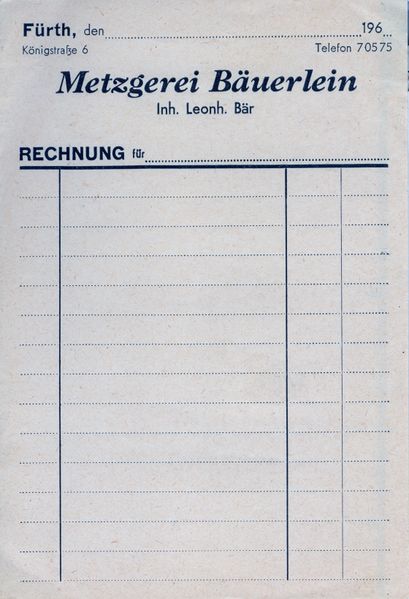 Fürth, den 196
Königstraße 6 Telefon 70575
Metzgerei Bäuerlein
Inh. Leonh. Bär
RECHNUNG für